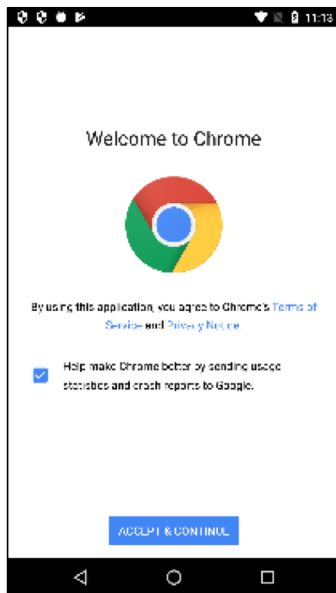 11:13
Welcome to Chrome
By using this application, you agree to Chrome's Terms of
Service and Privacy Notice
Help make Chrome better by sending usage
statistics and crash reports to Google.
ACCEPT & CONTINUE